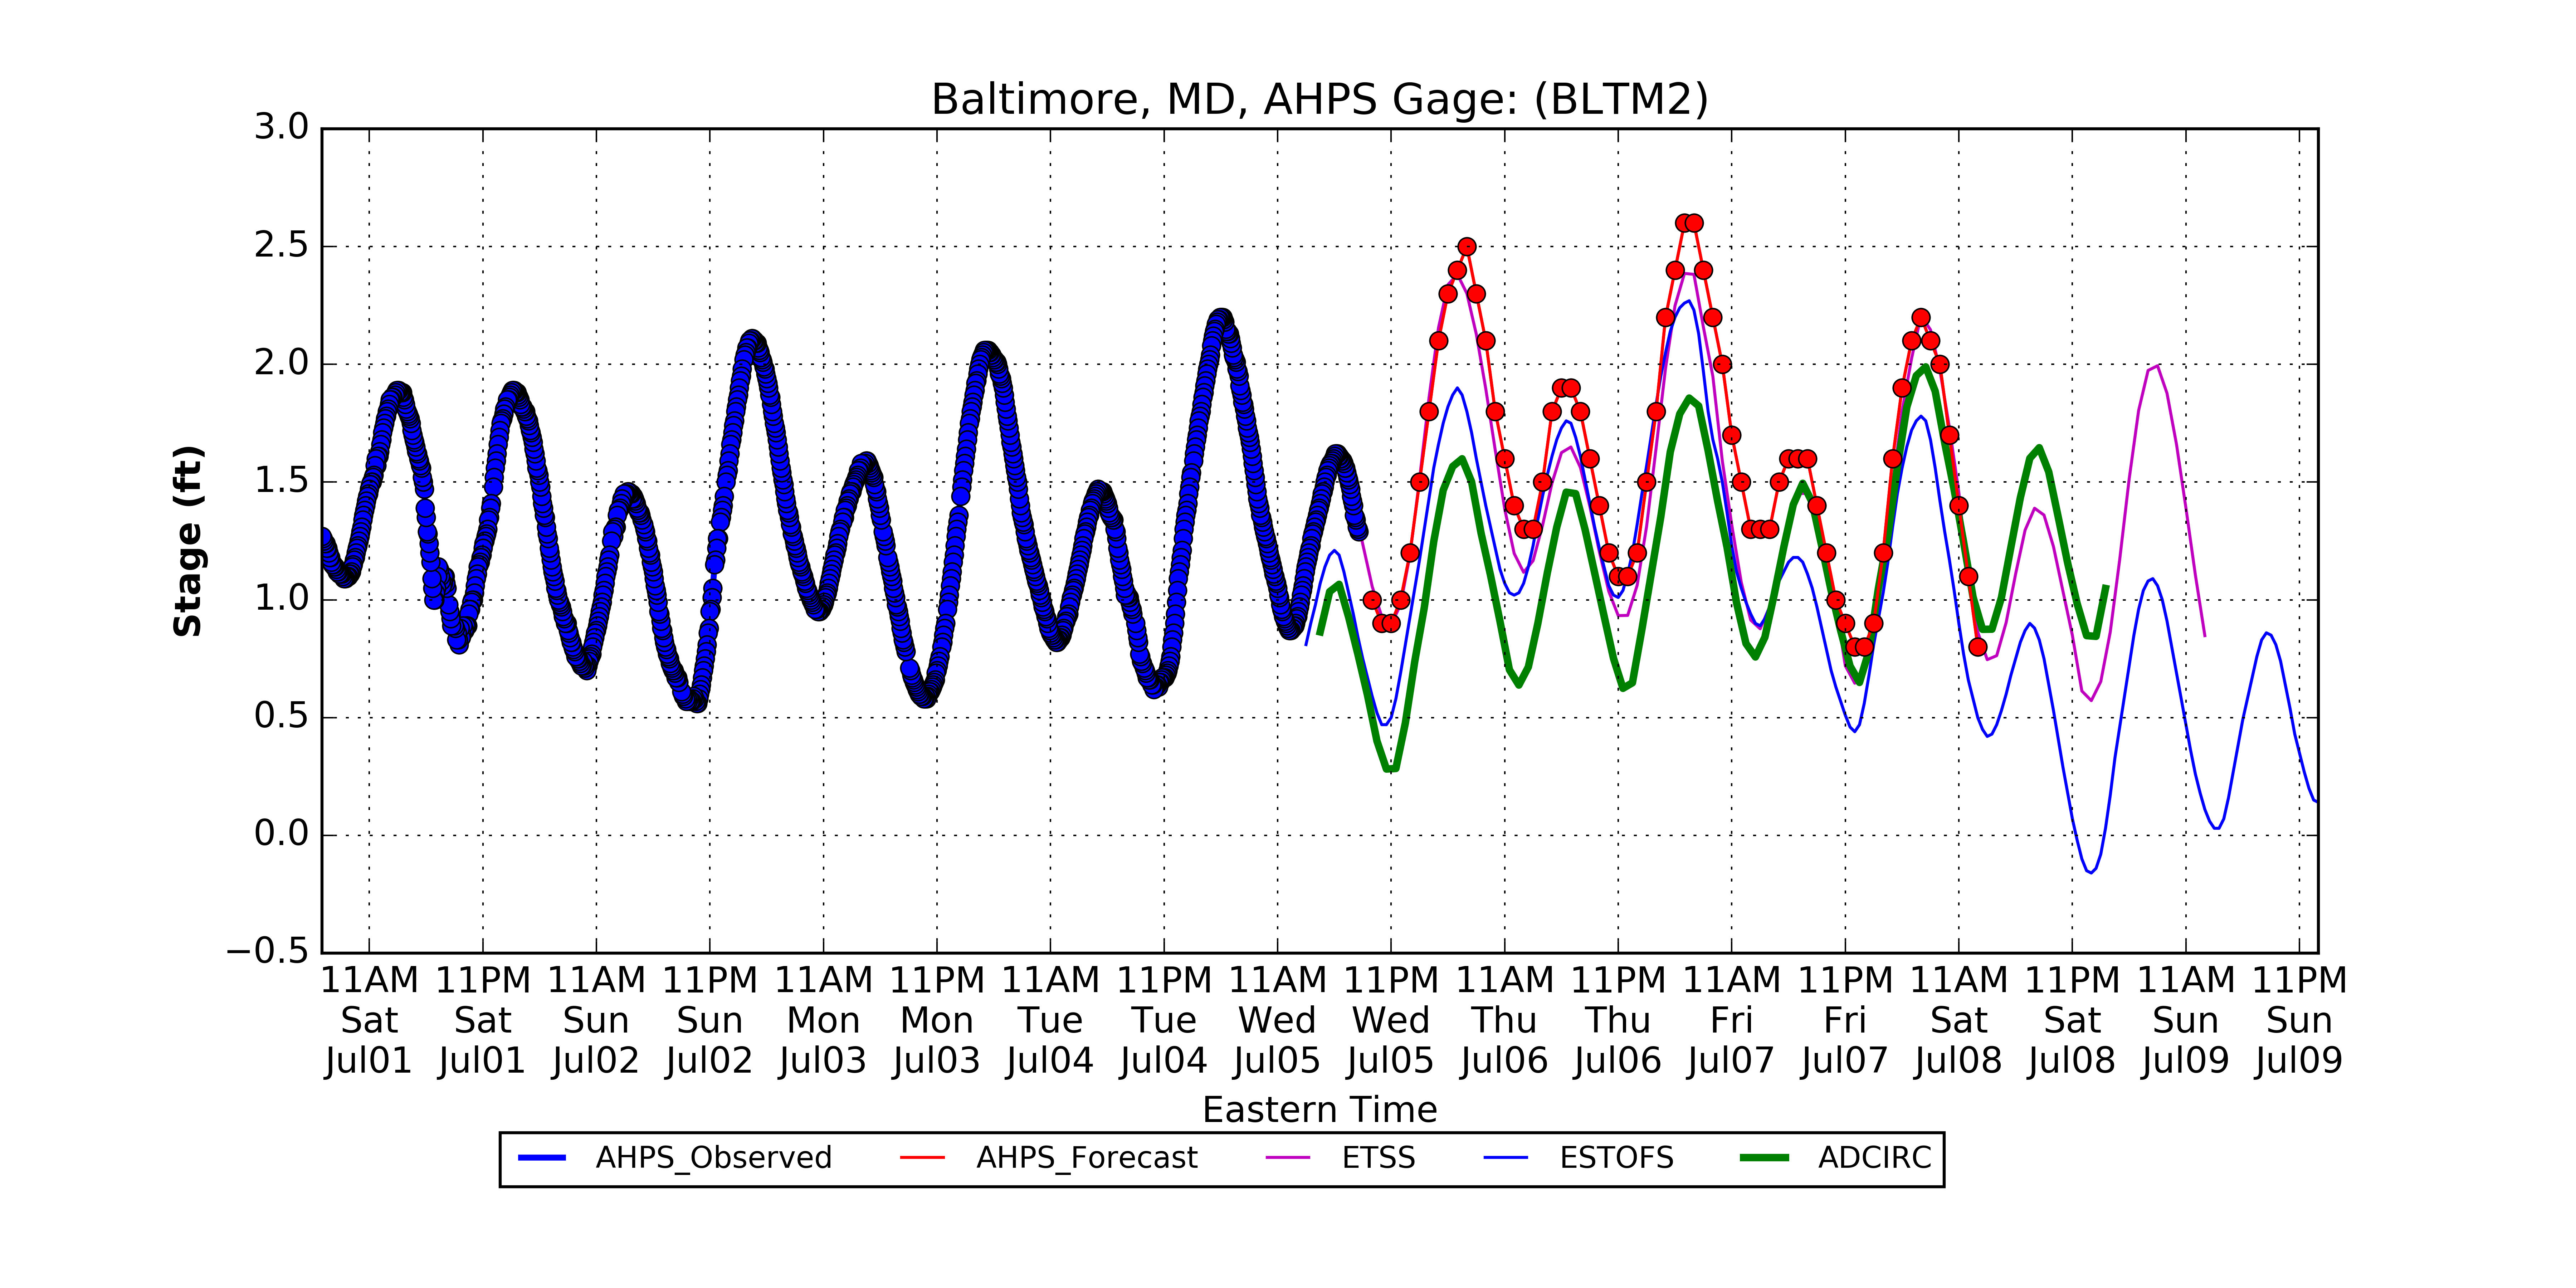 Baltimore, MD, AHPS Gage: (BLTM2)
3.0
2.5
2.0
1.5
1.0
0.5
0.0
−0.5
Stage (ft)
11AM 11PM 11AM 11PM 11AM 11PM 11AM 11PM 11AM 11PM 11AM 11PM 11AM 11PM 11AM 11PM 11AM 11PM
Sat Sat Sun Sun Mon Mon Tue Tue Wed Wed Thu Thu Fri Fri Sat Sat Sun Sun
Jul01 Jul01 Jul02 Jul02 Jul03 Jul03 Jul04 Jul04 Jul05 Jul05 Jul06 Jul06 Jul07 Jul07 Jul08 Jul08 Jul09 Jul09
Eastern Time
AHPS_Observed AHPS_Forecast ETSS ESTOFS ADCIRC